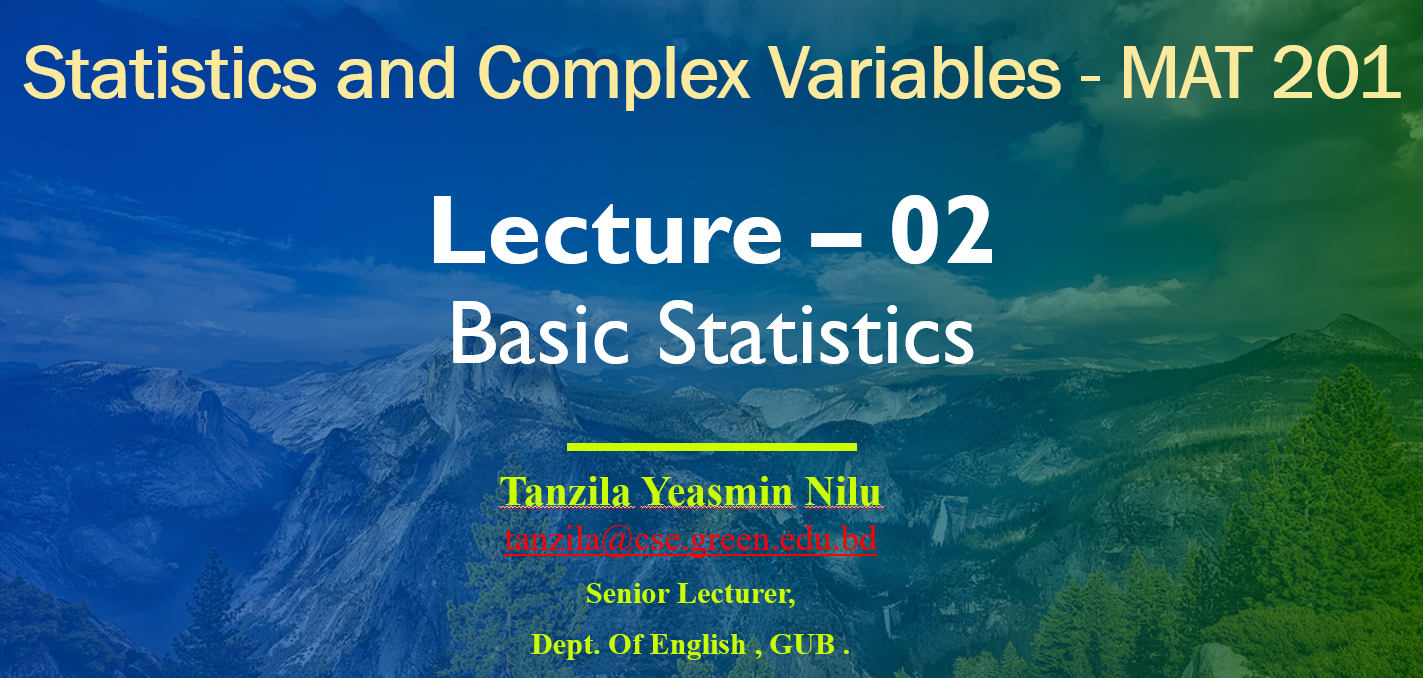 Statistics and Complex Variables - MAT 201
Lecture – 02
Basic Statistics
Tanzila Yeasmin Nilu
tanzila@cse.green.edu.bd
Senior Lecturer,
Dept. Of English , GUB .